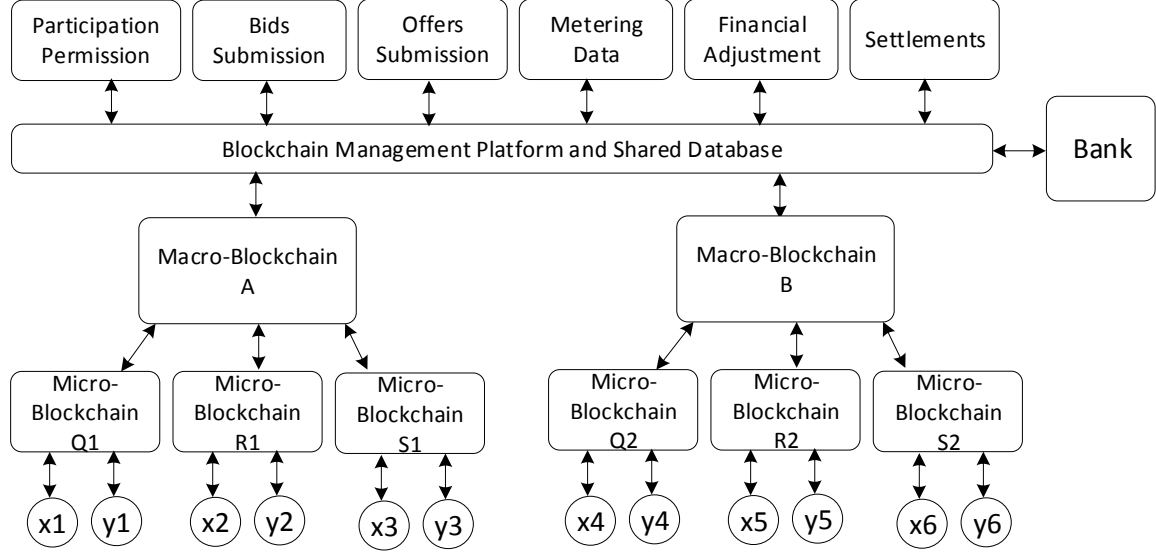 Participation
Permission
Bids
Submission
Offers
Submission
Metering
Data
Financial
Adjustment
Settlements
Blockchain Management Platform and Shared Database
Bank
Macro-Blockchain
A
Macro-Blockchain
B
Micro-
Blockchain
Q1
Micro-
Blockchain
R1
Micro-
Blockchain
S1
Micro-
Blockchain
Q2
Micro-
Blockchain
R2
Micro-
Blockchain
S2
x1
y1
x2
y2
x3
y3
x4
y4
x5
y5
x6
y6